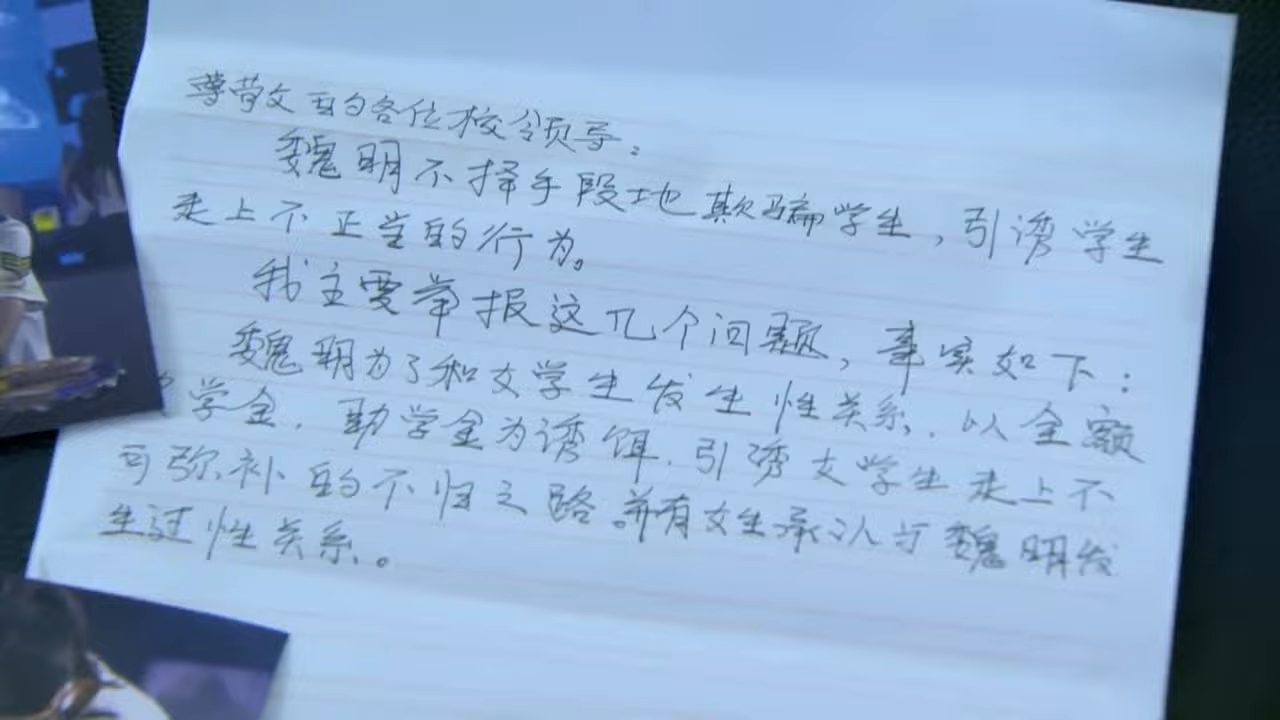 尊敬的各位校领导：
魏明不择手段地欺骗学生，引诱学生
走上不正当的行为。
我主要举报这几个问题，事实如下：
魏明为了和女学生发生性关系，以全额
学金，助学金为诱饵，引诱女学生走上不
可弥补的不归之路。并有女生承认与魏明发
生过性关系。